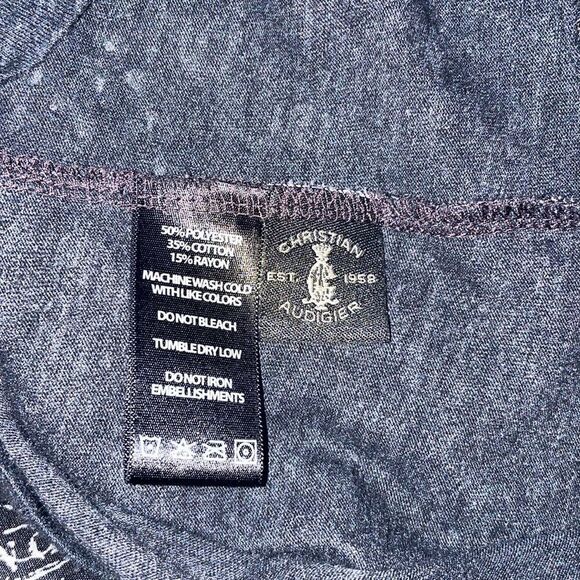 50% POLYESTER
35% COTTON
15% RAYON
MACHINE WASH COLD
WITH LIKE COLORS
DO NOT BLEACH
TUMBLE DRY LOW
DO NOT IRON
EMBELLISHMENTS
CHRISTIAN
EST. 1958
AUDIGIER